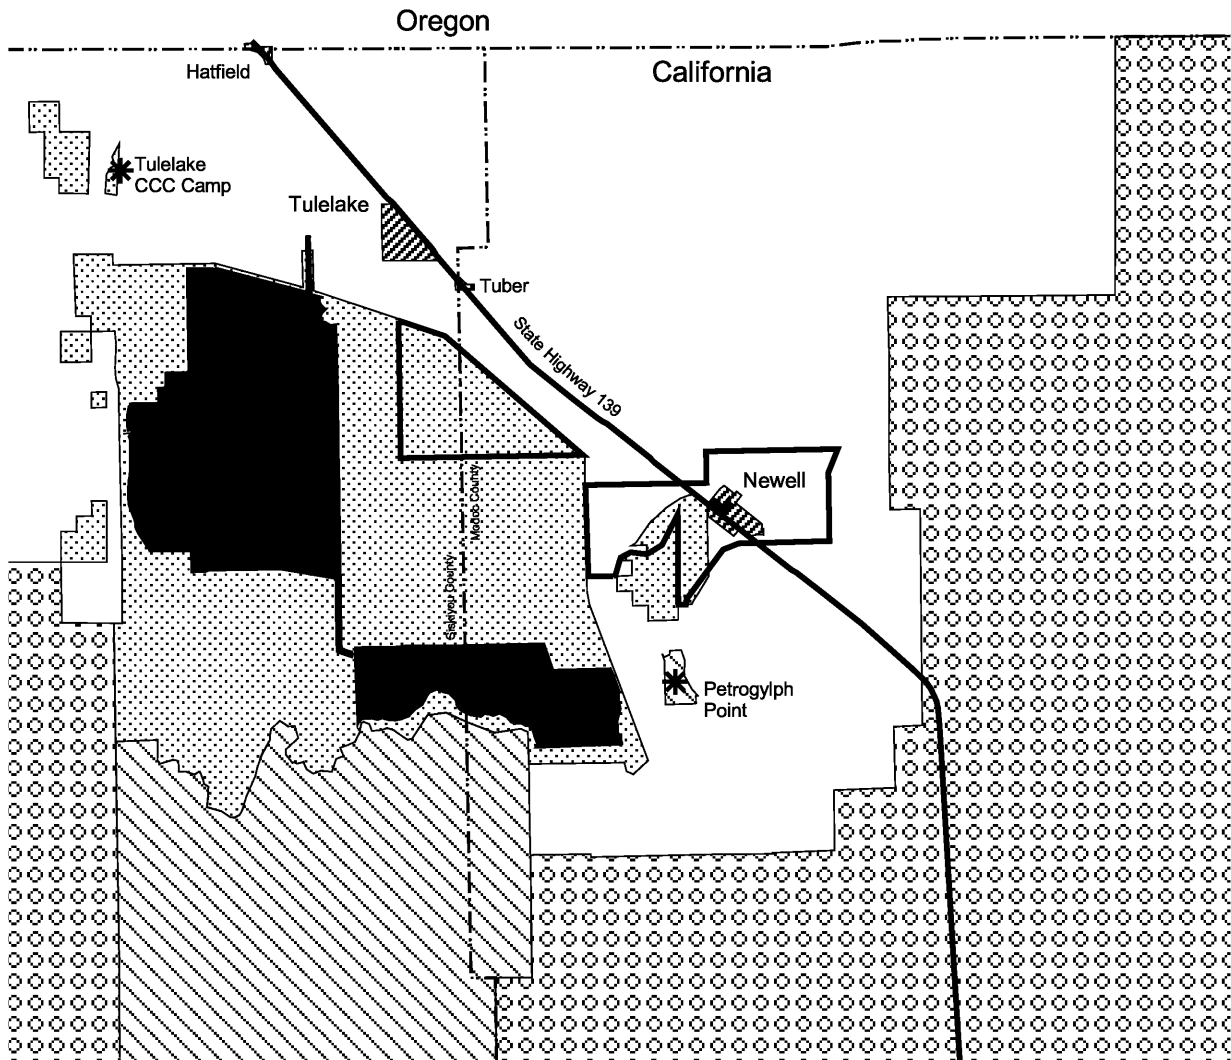 Oregon
Hatfield
California
Tulelake
CCC Camp
Tulelake
Tuber
State Highway 139
Newell
Modoc County
Siskiyou County
Petrogylph
Point